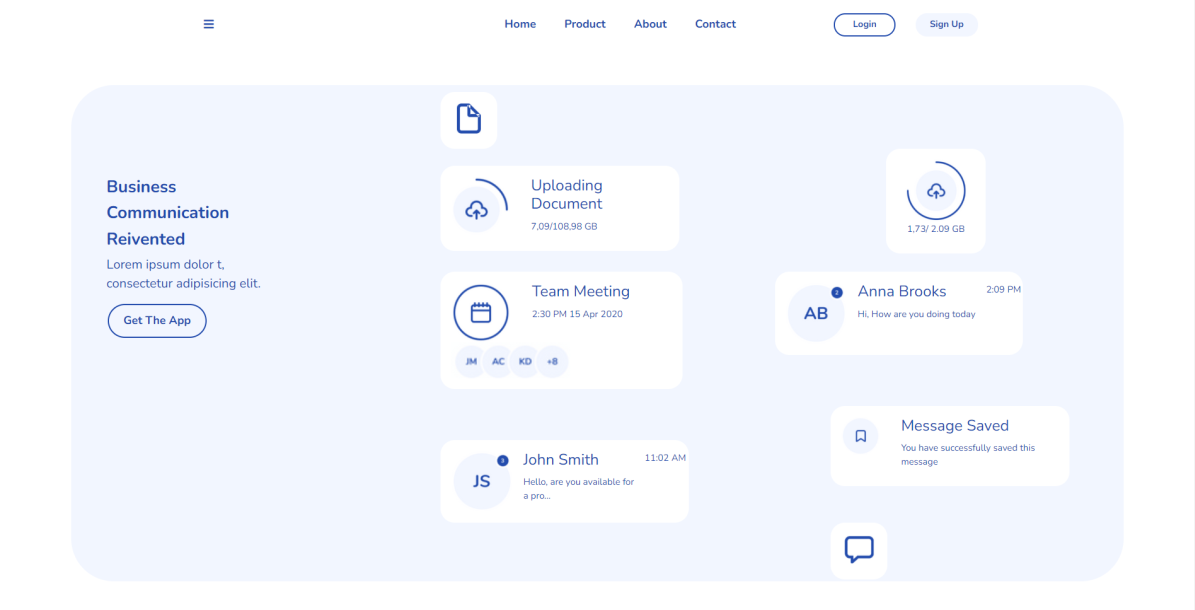 Home Product About Contact Login Sign Up
Business
Communication
Reivented
Lorem ipsum dolor t,
consectetur adipisicing elit.
Get The App
Uploading
Document
7,09/108,98 GB
Team Meeting
2:30 PM 15 Apr 2020
JM AC KD +8
3
JS
John Smith 11:02 AM
Hello, are you available for
a pro...
1,73/ 2.09 GB
2
AB
Anna Brooks 2:09 PM
Hi, How are you doing today
Message Saved
You have successfully saved this
message